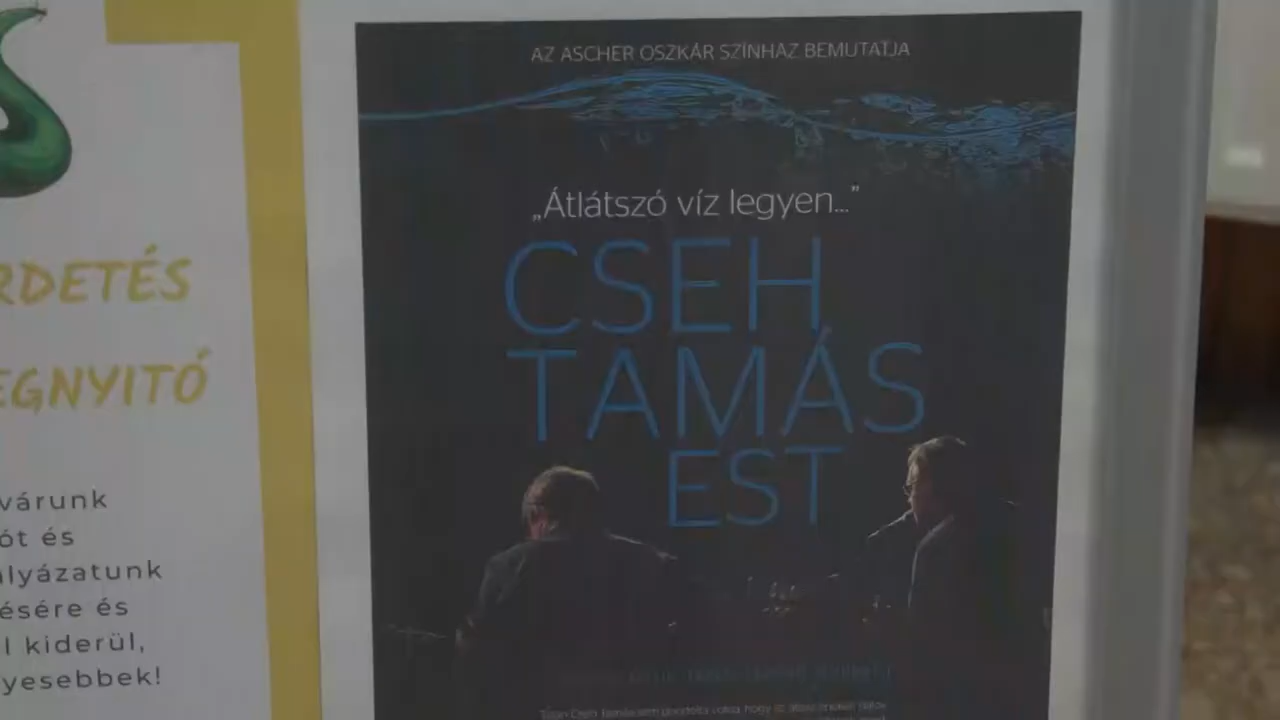 RDETÉS
EGNYITÓ
várunk
ót és
lyázatunk
ésére és
l kiderül,
yesebbek!
AZ ASCHER OSZKÁR SZÍNHÁZ BEMUTATJA
„Átlátszó víz legyen..."
CSEH
TAMÁS
EST